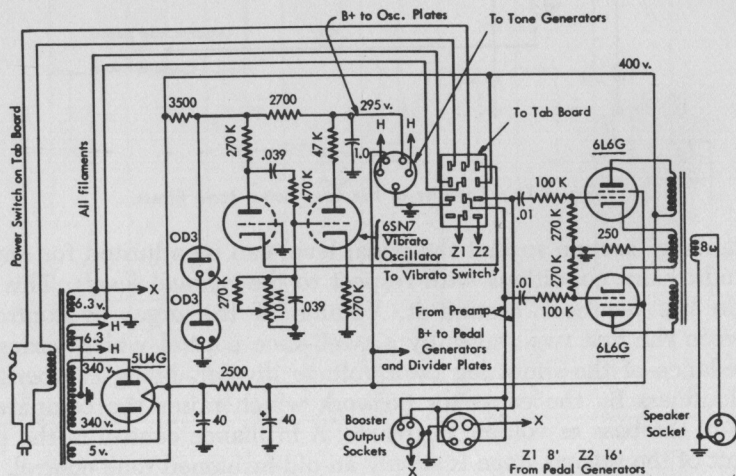 B+ to Osc. Plates
To Tone Generators
400 v.
3500
2700
295 v.
To Tab Board
Power Switch on Tab Board
All filaments
270 K
.039
47 K
1.0
H
H
6L6G
470 K
.01
100 K
270 K
250
8 ω
OD3
6SN7
Vibrato
Oscillator
Z1
Z2
To Vibrato Switch
270 K
.01
100 K
X
OD3
270 K
1.0M
.039
270 K
6.3 v.
H
6.3
H
340 v.
5U4G
From Preamp
B+ to Pedal
Generators
and Divider Plates
6L6G
2500
340 v.
40
40
5 v.
X
Booster
Output
Sockets
X
Speaker
Socket
Z1 8' Z2 16'
From Pedal Generators